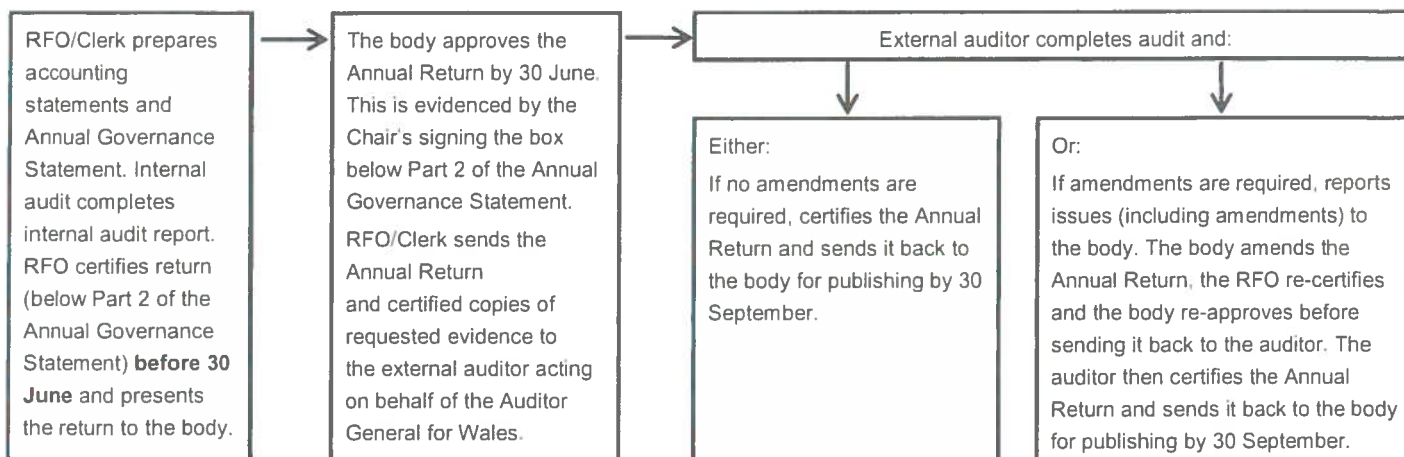 RFO/Clerk prepares
accounting
statements and
Annual Governance
Statement. Internal
audit completes
internal audit report.
RFO certifies return
(below Part 2 of the
Annual Governance
Statement) before 30
June and presents
the return to the body.
The body approves the
Annual Return by 30 June.
This is evidenced by the
Chair's signing the box
below Part 2 of the Annual
Governance Statement.
RFO/Clerk sends the
Annual Return
and certified copies of
requested evidence to
the external auditor acting
on behalf of the Auditor
General for Wales.
External auditor completes audit and:
Either:
If no amendments are
required, certifies the Annual
Return and sends it back to
the body for publishing by 30
September.
Or:
If amendments are required, reports
issues (including amendments) to
the body. The body amends the
Annual Return, the RFO re-certifies
and the body re-approves before
sending it back to the auditor. The
auditor then certifies the Annual
Return and sends it back to the body
for publishing by 30 September.